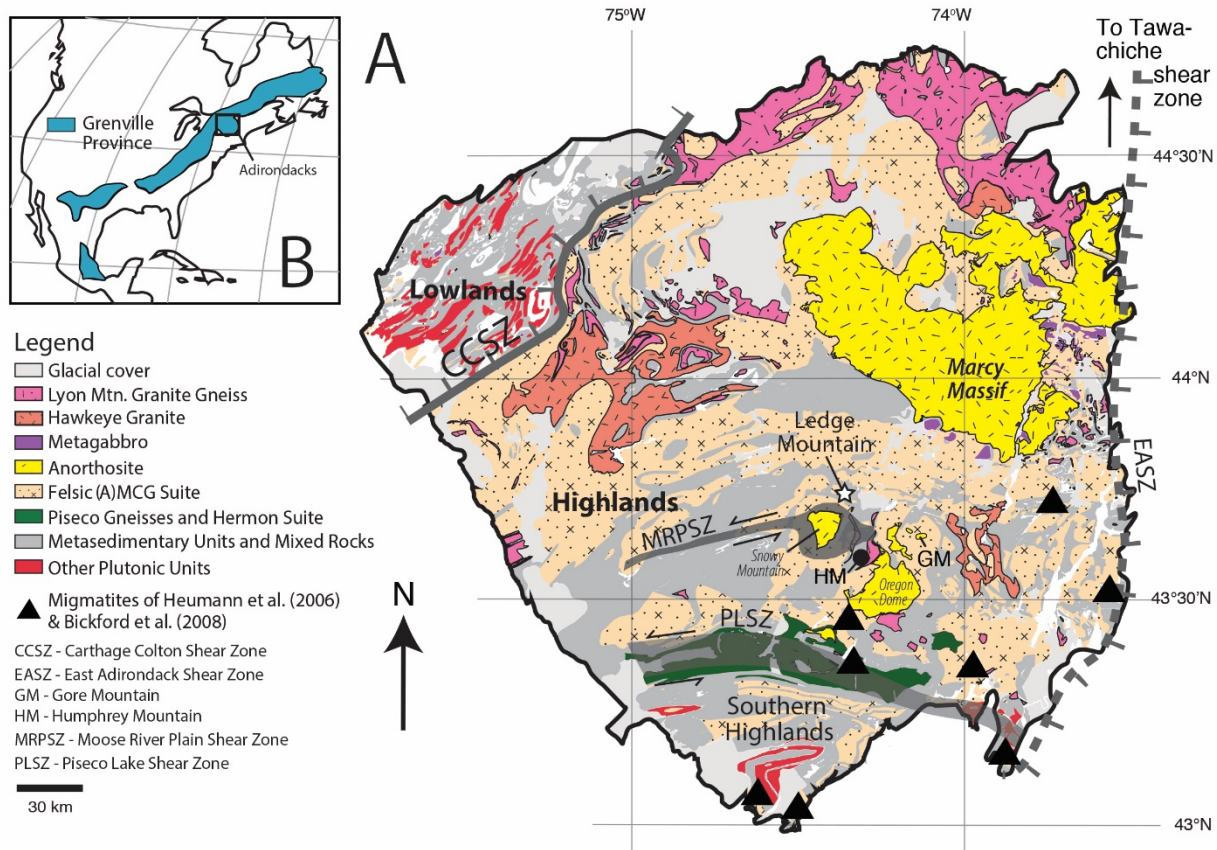 A
75°W
74°W
To Tawa-
chiche
shear
zone
44°30'N
44°N
43°30'N
43°N
Grenville
Province
Adirondacks
B
Legend
Glacial cover
Lyon Mtn. Granite Gneiss
Hawkeye Granite
Metagabbro
Anorthosite
Felsic (A)MCG Suite
Piseco Gneisses and Hermon Suite
Metasedimentary Units and Mixed Rocks
Other Plutonic Units
Migmatites of Heumann et al. (2006)
& Bickford et al. (2008)
CCSZ - Carthage Colton Shear Zone
EASZ - East Adirondack Shear Zone
GM - Gore Mountain
HM - Humphrey Mountain
MRPSZ - Moose River Plain Shear Zone
PLSZ - Piseco Lake Shear Zone
30 km
N
Lowlands
CCSZ
Marcy
Massif
Ledge
Mountain
EASZ
Highlands
MRPSZ
Snowy
Mountain
HM
GM
Oregon
Dome
PLSZ
Southern
Highlands